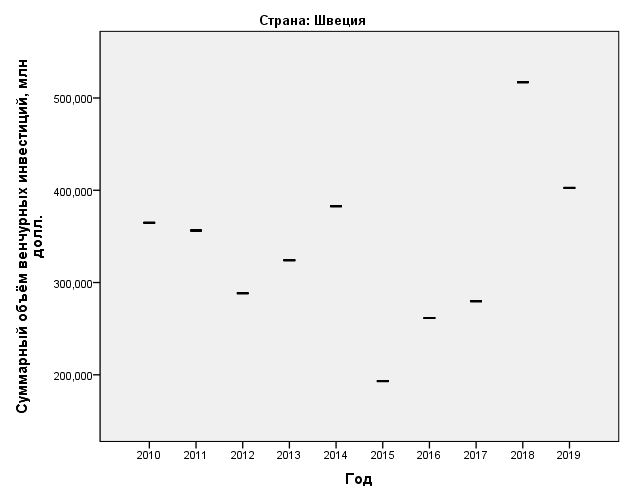 Страна: Швеция
Суммарный объём венчурных инвестиций, млн
долл.
500,000
400,000
300,000
200,000
2010 2011 2012 2013 2014 2015 2016 2017 2018 2019
Год